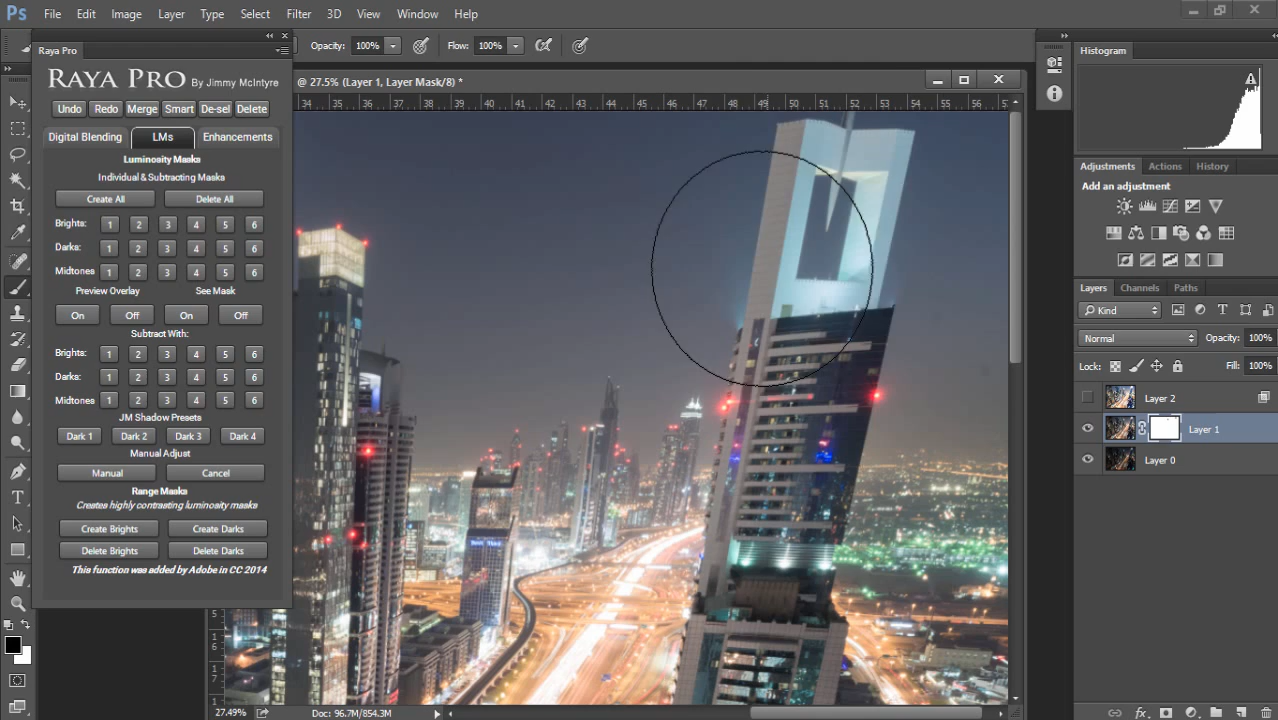 Ps File Edit Image Layer Type Select Filter 3D View Window Help
Opacity: 100% Flow: 100%
Raya Pro
RAYA PRO By Jimmy McIntyre
Undo Redo Merge Smart De-sel Delete
Digital Blending LMs Enhancements
Luminosity Masks
Individual & Subtracting Masks
Create All Delete All
Brights: 1 2 3 4 5 6
Darks: 1 2 3 4 5 6
Midtones 1 2 3 4 5 6
Preview Overlay See Mask
On Off On Off
Subtract With:
Brights: 1 2 3 4 5 6
Darks: 1 2 3 4 5 6
Midtones 1 2 3 4 5 6
JM Shadow Presets
Dark 1 Dark 2 Dark 3 Dark 4
Manual Adjust
Manual Cancel
Range Masks
Creates highly contrasting luminosity masks
Create Brights Create Darks
Delete Brights Delete Darks
This function was added by Adobe in CC 2014
@ 27.5% (Layer 1, Layer Mask/8) *
34 35 36 37 38 39 40 41 42 43 44 45 46 47 48 49 50 51 52 53 54 55 56
27.49% Doc: 96.7M/854.3M
Histogram
Adjustments Actions History
Add an adjustment
Layers Channels Paths
Kind
Normal Opacity: 100%
Lock: Fill: 100%
Layer 2
Layer 1
Layer 0